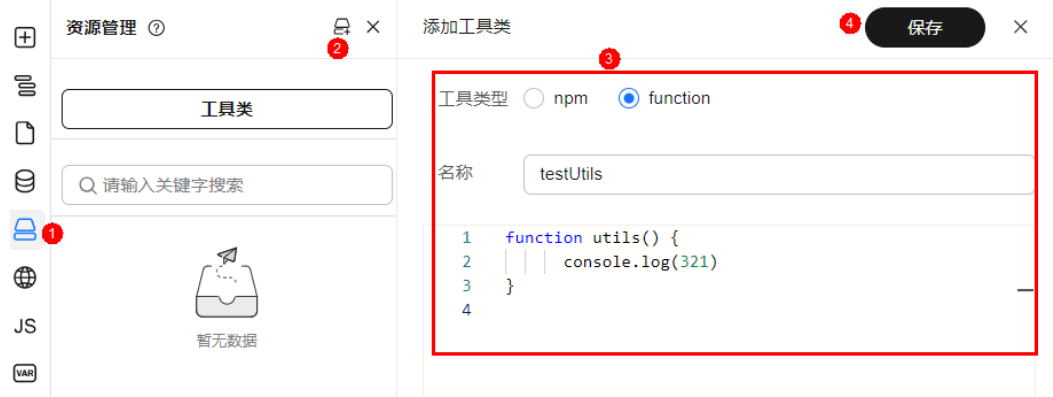 资源管理 ?
2
添加工具类
4
保存
3
工具类
工具类型 npm function
请输入关键字搜索
名称 testUtils
1
1 function utils() {
2 console.log(321)
3 }
4
JS
暂无数据
VAR